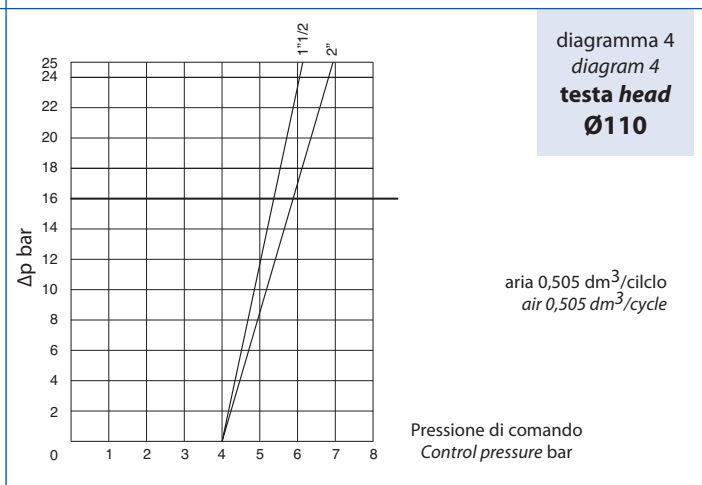 1"1/2
2"
diagramma 4
diagram 4
testa head
Ø110
25
24
22
20
18
16
14
12
10
8
6
4
2
0
Δp bar
1 2 3 4 5 6 7 8
aria 0,505 dm³/cilclo
air 0,505 dm³/cycle
Pressione di comando
Control pressure bar